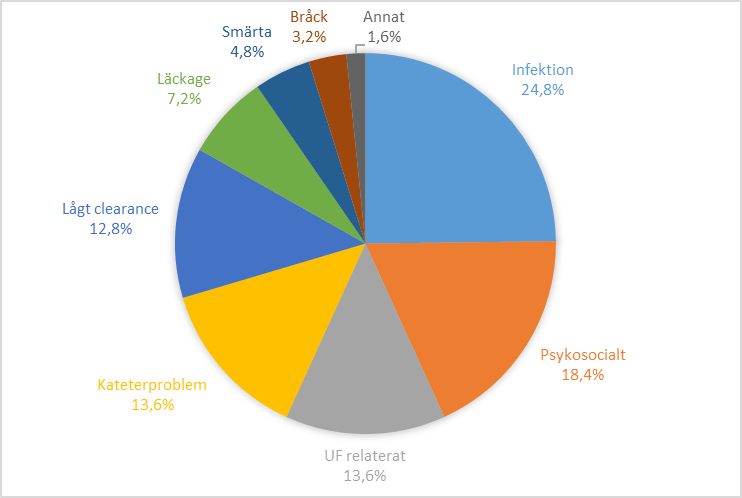 Infektion
24,8%
Psykosocialt
18,4%
UF relaterat
13,6%
Kateterproblem
13,6%
Lågt clearance
12,8%
Läckage
7,2%
Smärta
4,8%
Bråck
3,2%
Annat
1,6%